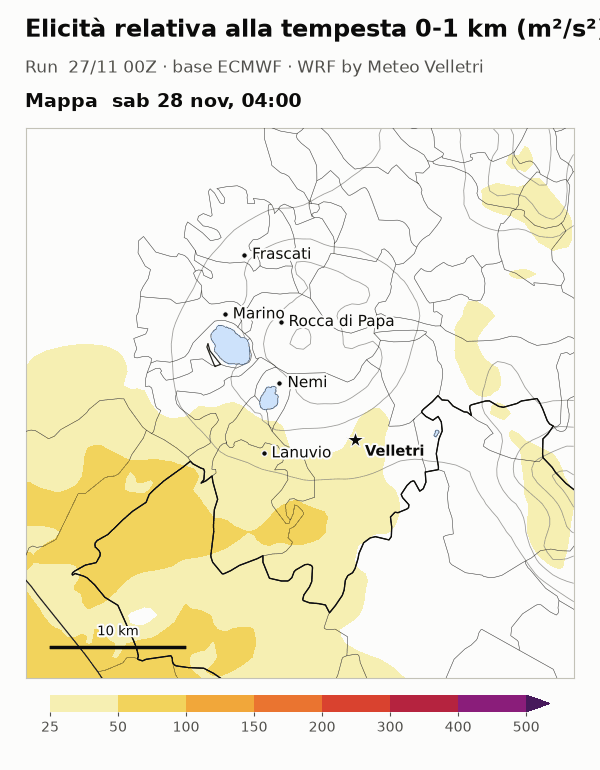 Elicità relativa alla tempesta 0-1 km (m²/s²)
Run  27/11 00Z · base ECMWF · WRF by Meteo Velletri
Mappa  sab 28 nov, 04:00
Frascati
Marino
Rocca di Papa
Nemi
Velletri
Lanuvio
10 km
25 50 100 150 200 300 400 500